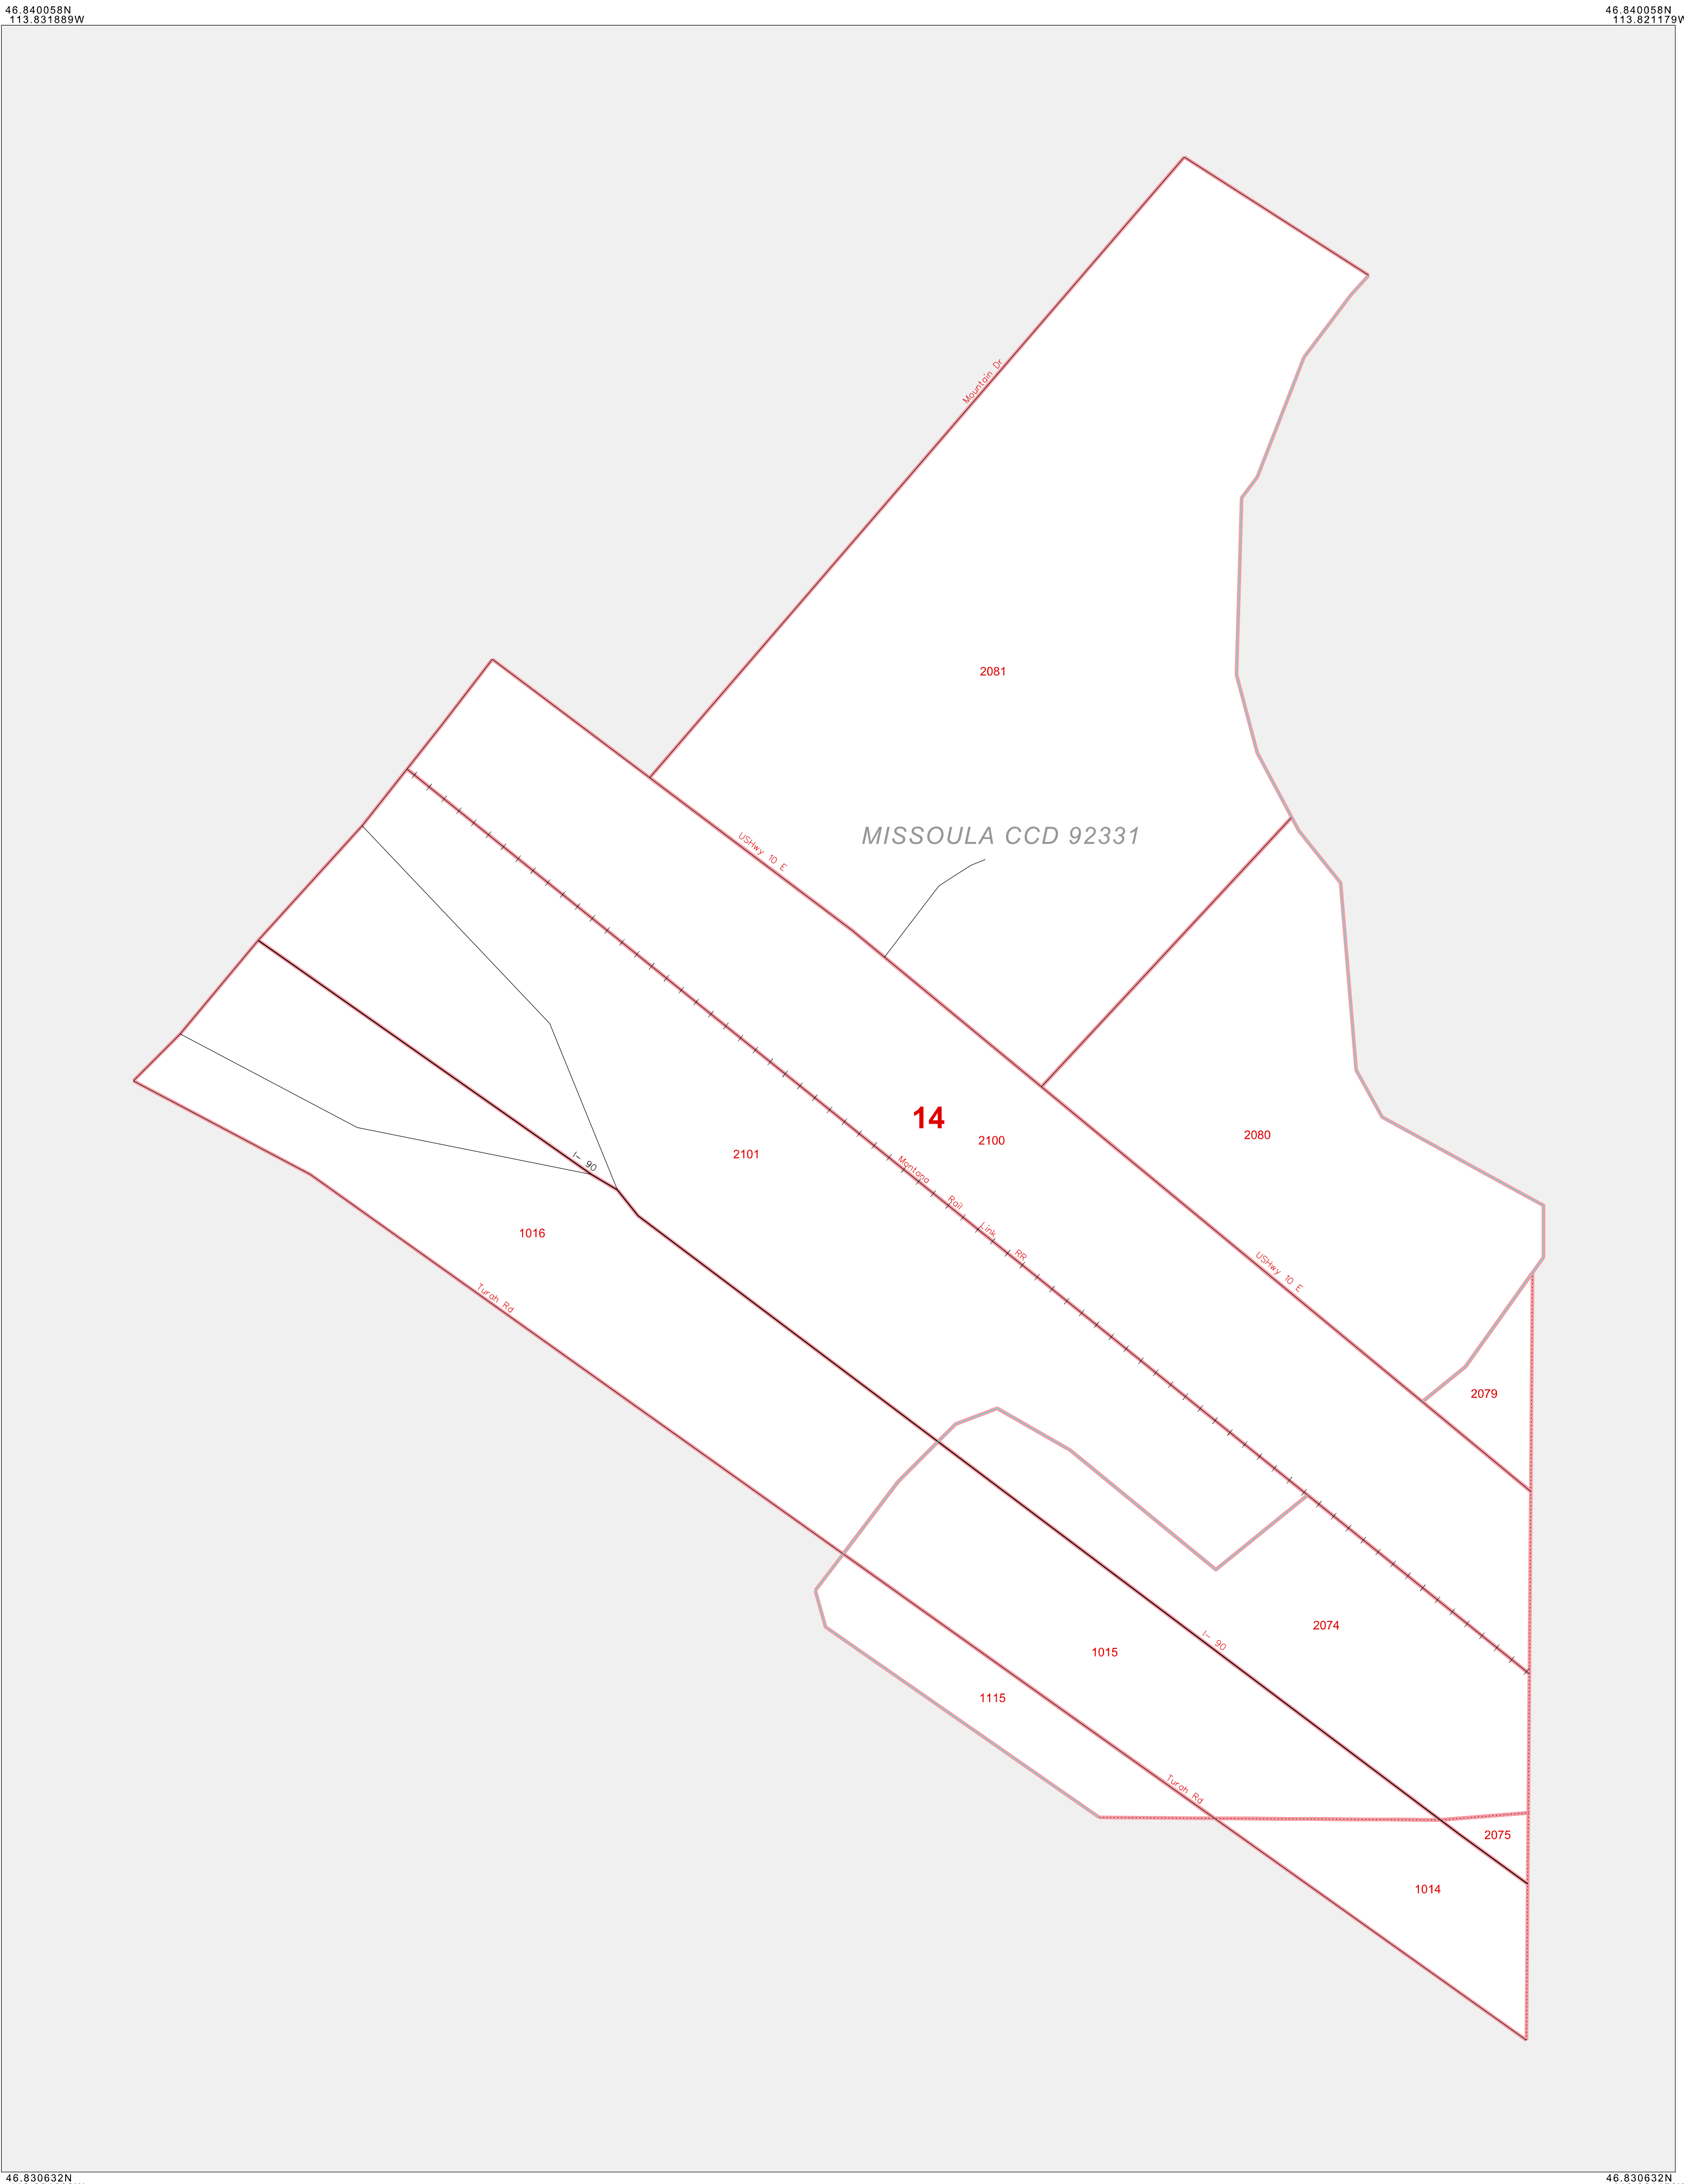 46.840058N
113.831889W
46.840058N
113.821179W
Mountain Dr
2081
MISSOULA CCD 92331
USHwy 10 E
14
2100
2080
2101
I- 90
Montana Rail Link RR
1016
USHwy 10 E
Turah Rd
2079
2074
I- 90
1015
1115
Turah Rd
2075
1014
46.830632N
46.830632N